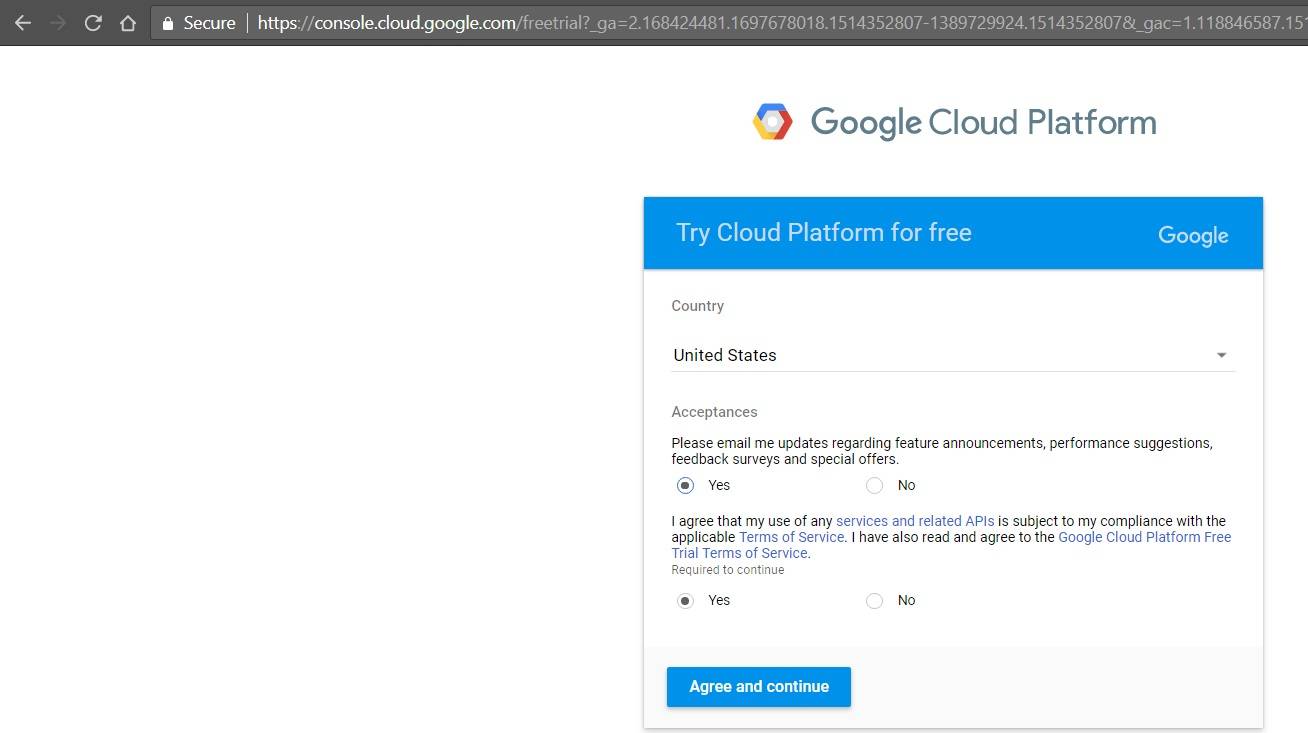 Secure https://console.cloud.google.com/freetrial?_ga=2.168424481.1697678018.1514352807-1389729924.1514352807&_gac=1.118846587.151
Google Cloud Platform
Try Cloud Platform for free Google
Country
United States
Acceptances
Please email me updates regarding feature announcements, performance suggestions,
feedback surveys and special offers.
Yes No
I agree that my use of any services and related APIs is subject to my compliance with the
applicable Terms of Service. I have also read and agree to the Google Cloud Platform Free
Trial Terms of Service.
Required to continue
Yes No
Agree and continue